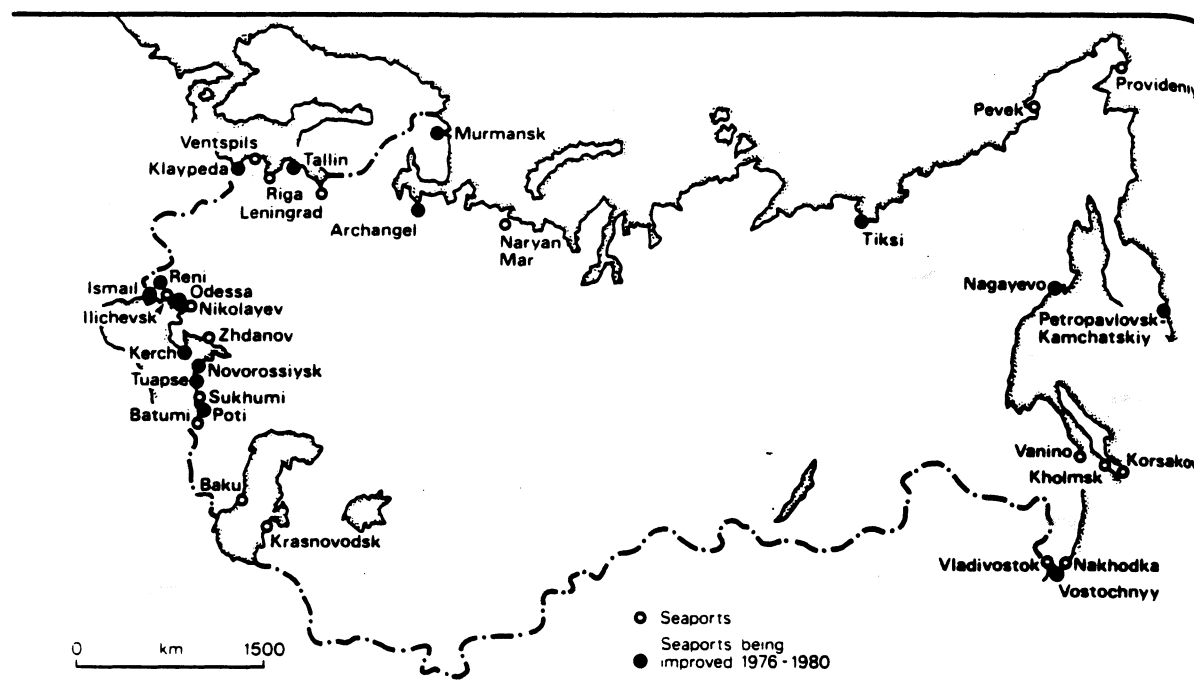 Provideniy
Pevek
Murmansk
Ventspils
Tallin
Klaypeda
Riga
Leningrad
Archangel
Naryan
Mar
Tiksi
Reni
Ismail
Odessa
Nikolayev
Ilichevsk
Nagayevo
Petropavlovsk-
Kamchatskiy
Zhdanov
Kerch
Novorossiysk
Tuapse
Sukhumi
Batumi
Poti
Vanino
Korsakov
Kholmsk
Baku
Krasnovodsk
Vladivostok
Nakhodka
Vostochnyy
Seaports
Seaports being
improved 1976-1980
0 km 1500